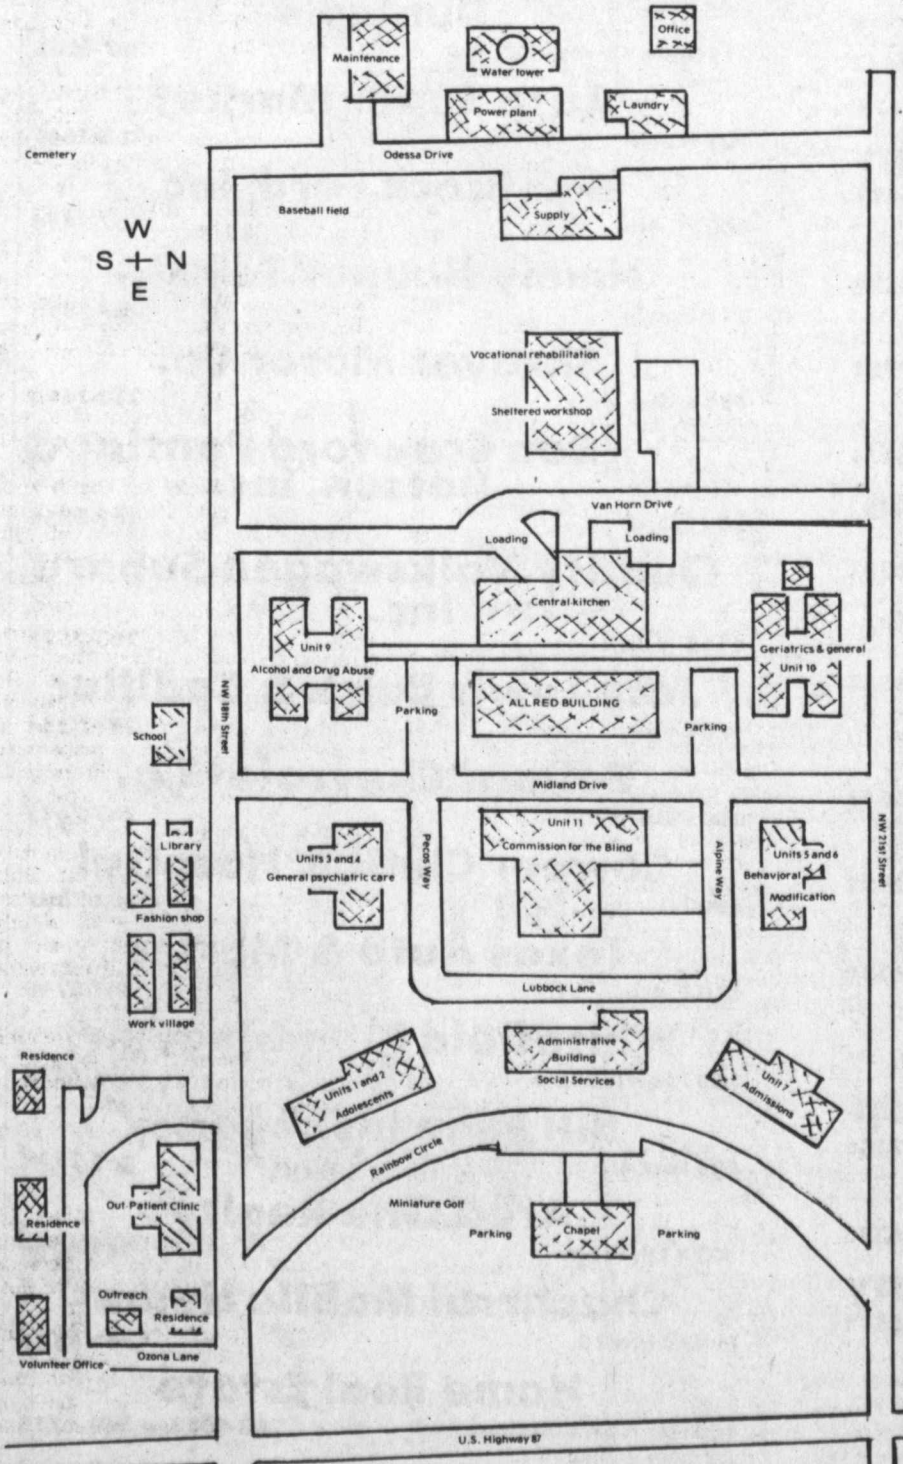 Office
Maintenance
Water tower
Power plant
Laundry
Cemetery
Odessa Drive
Baseball field
Supply
W
S N
E
Vocational rehabilitation
Sheltered workshop
Van Horn Drive
Loading
Loading
Central kitchen
Unit 9
Alcohol and Drug Abuse
Geriatrics & general
Unit 10
NW 18th Street
Parking
ALLRED BUILDING
Parking
School
Midland Drive
Unit 11
Commission for the Blind
Library
Units 3 and 4
General psychiatric care
Pecos Way
Alpine Way
Units 5 and 6
Behavjoral
Modification
NW 21st Street
Fashion shop
Lubbock Lane
Work village
Administrative
Building
Social Services
Residence
Units 1 and 2
Adolescents
Unit 7
Admissions
Rainbow Circle
Miniature Golf
Out-Patient Clinic
Residence
Parking
Chapel
Parking
Outreach
Residence
Ozona Lane
Volunteer Office
U.S. Highway 87